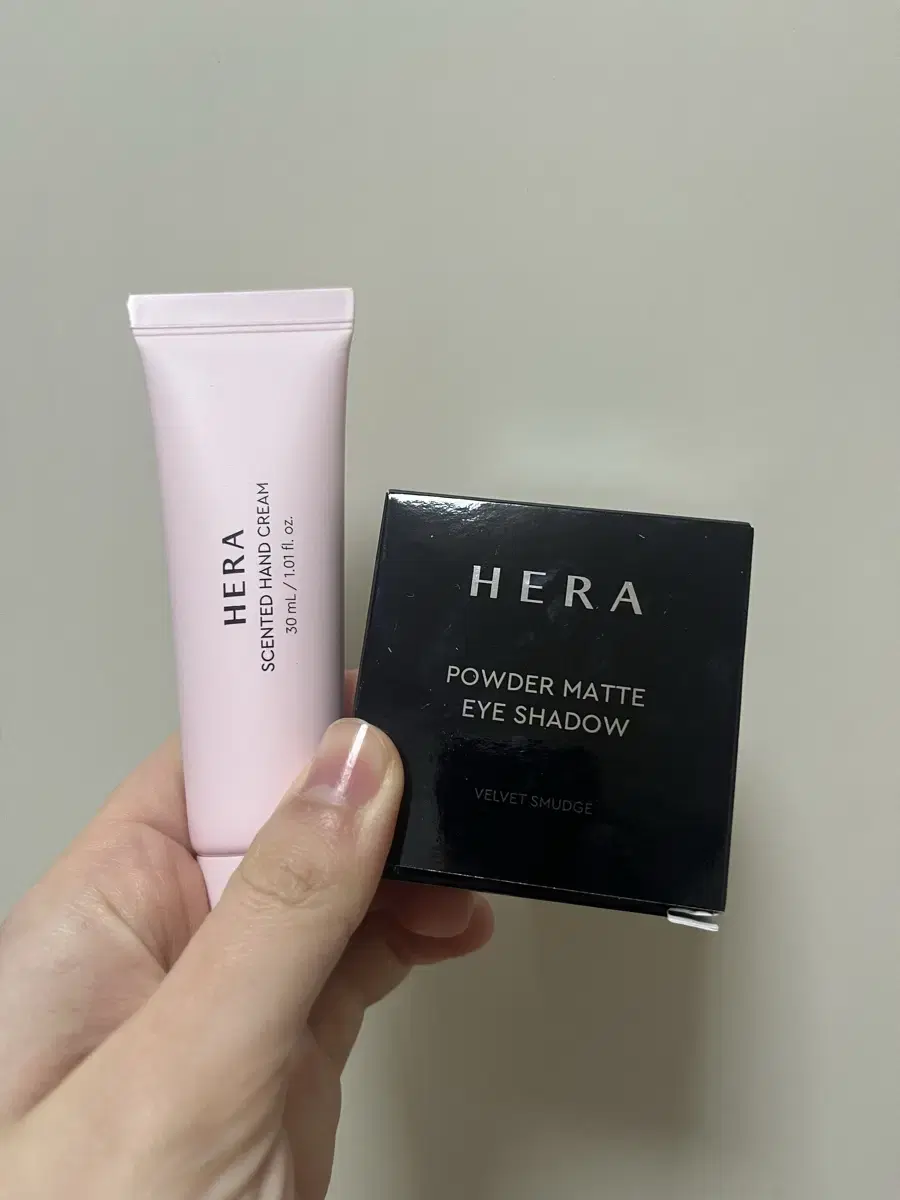 HERA
SCENTED HAND CREAM
30 mL / 1.01 fl. oz.
HERA
POWDER MATTE
EYE SHADOW
VELVET SMUDGE